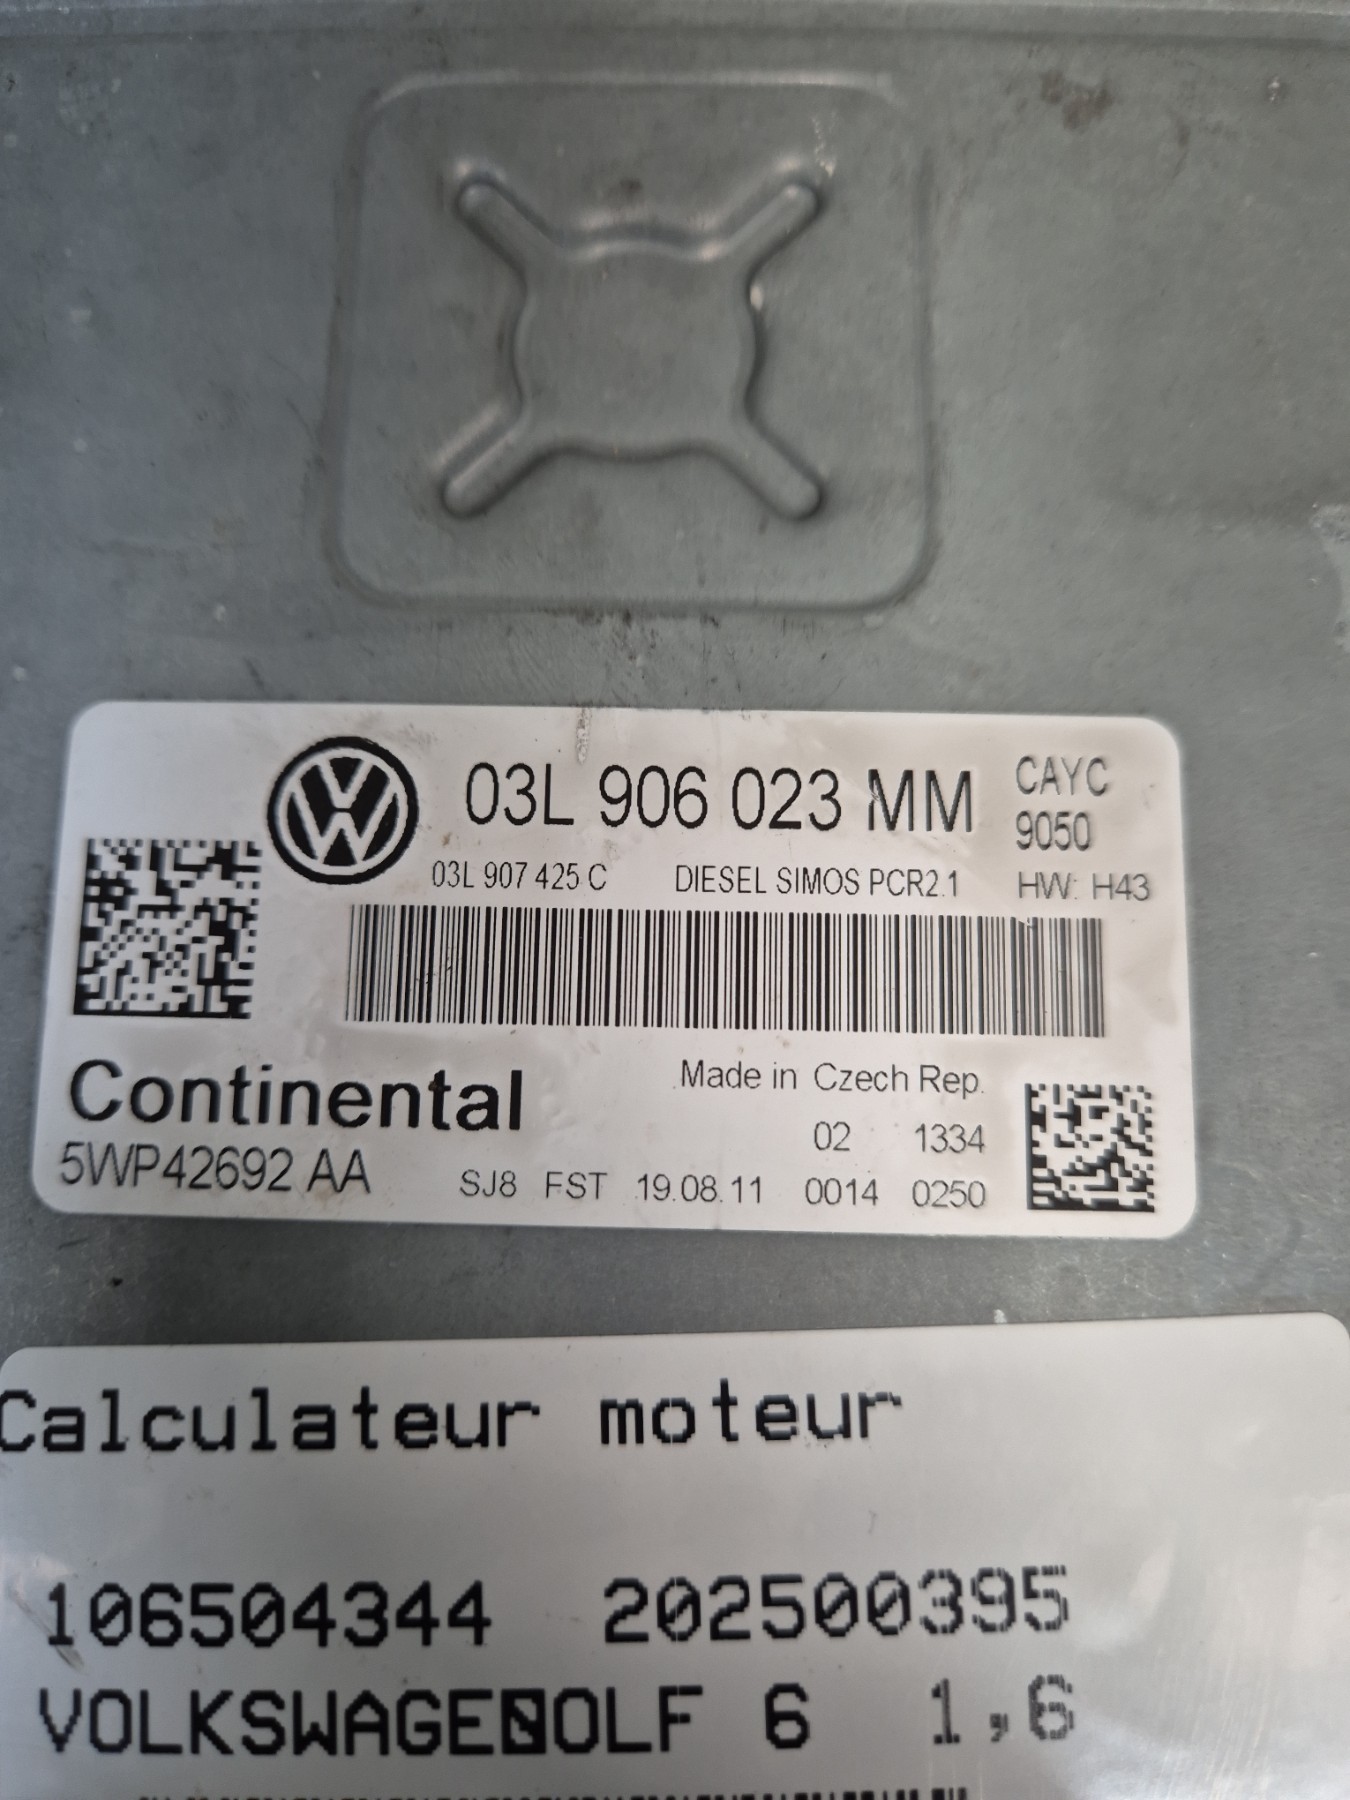 03L 906 023 MM
CAYC
9050
03L 907 425 C DIESEL SIMOS PCR2.1 HW: H43
Continental
Made in Czech Rep.
02 1334
5WP42692 AA SJ8 FST 19.08.11 0014 0250
Calculateur moteur
106504344 202500395
VOLKSWAGEN OLF 6 1,6